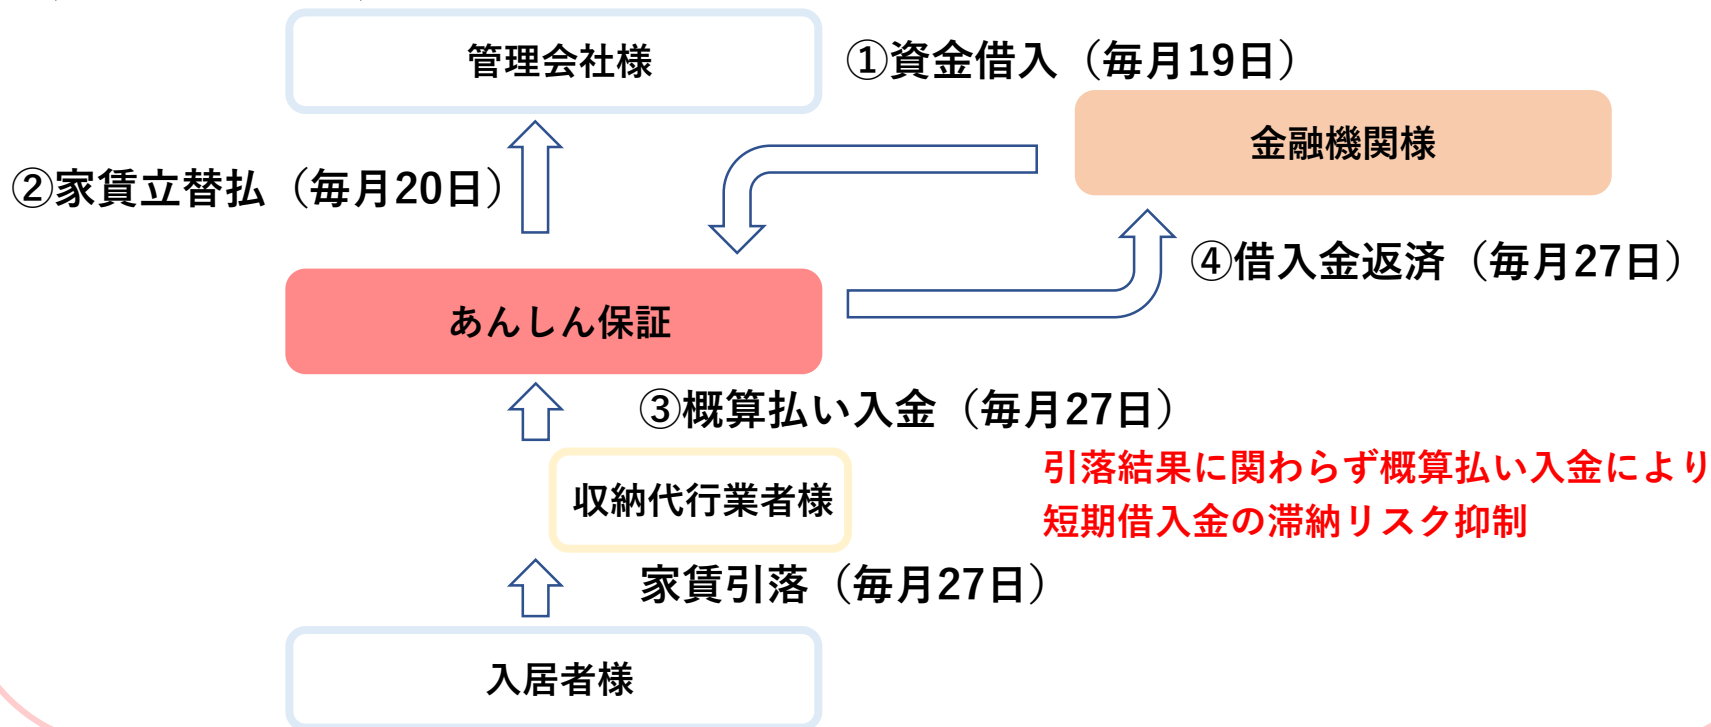 管理会社様
①資金借入（毎月19日）
金融機関様
②家賃立替払（毎月20日）
④借入金返済（毎月27日）
あんしん保証
③概算払い入金（毎月27日）
引落結果に関わらず概算払い入金により
短期借入金の滞納リスク抑制
収納代行業者様
家賃引落（毎月27日）
入居者様